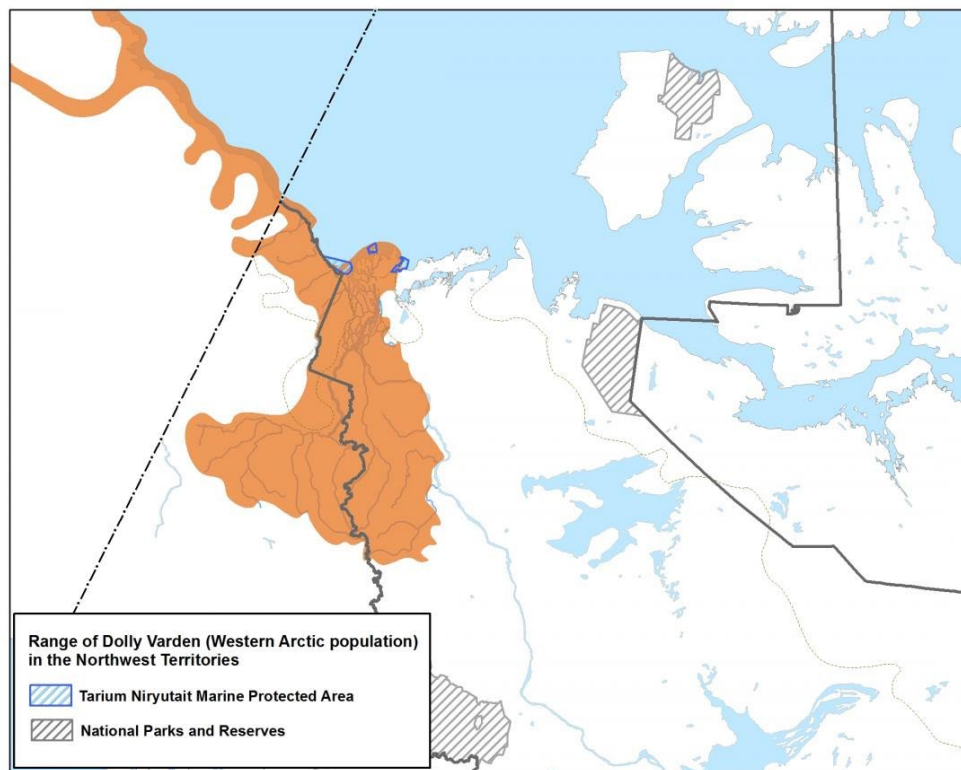 Range of Dolly Varden (Western Arctic population)
in the Northwest Territories
Tarium Niryutait Marine Protected Area
National Parks and Reserves